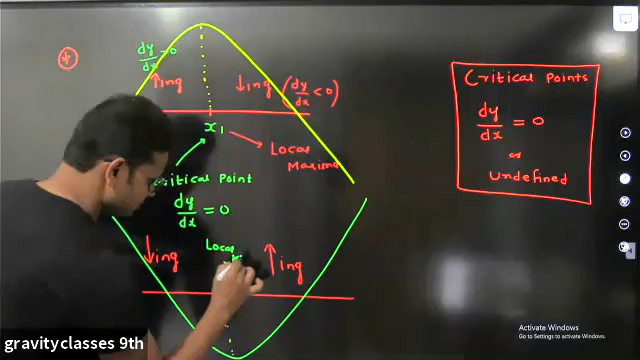 dy/dx > 0
↑ing
↓ing (dy/dx < 0)
x₁
Local
Maxima
Critical Points
dy/dx = 0
or
Undefined
Point
dy/dx = 0
↓ing
Local
↑ing
Activate Windows
Go to Settings to activate Windows.
gravityclasses 9th